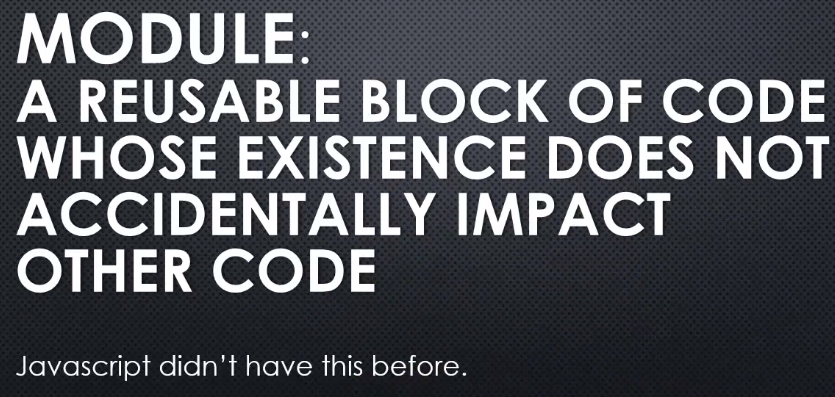 MODULE:
A REUSABLE BLOCK OF CODE
WHOSE EXISTENCE DOES NOT
ACCIDENTALLY IMPACT
OTHER CODE
Javascript didn't have this before.